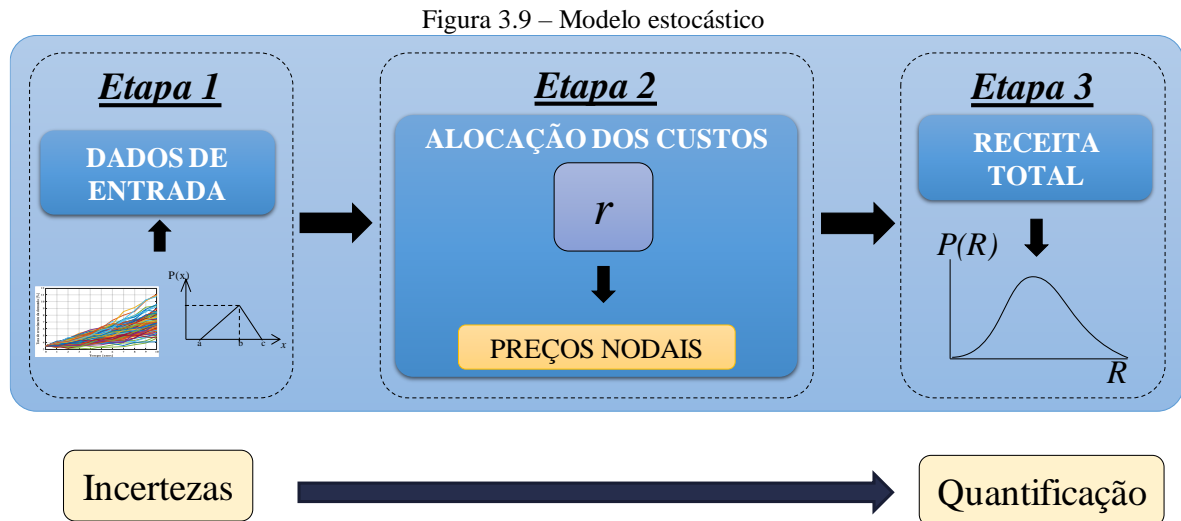 Figura 3.9 – Modelo estocástico
Etapa 1
DADOS DE
ENTRADA
P(x)
a
b
c
x
Etapa 2
ALOCAÇÃO DOS CUSTOS
r
PREÇOS NODAIS
Etapa 3
RECEITA
TOTAL
P(R)
R
Incertezas
Quantificação